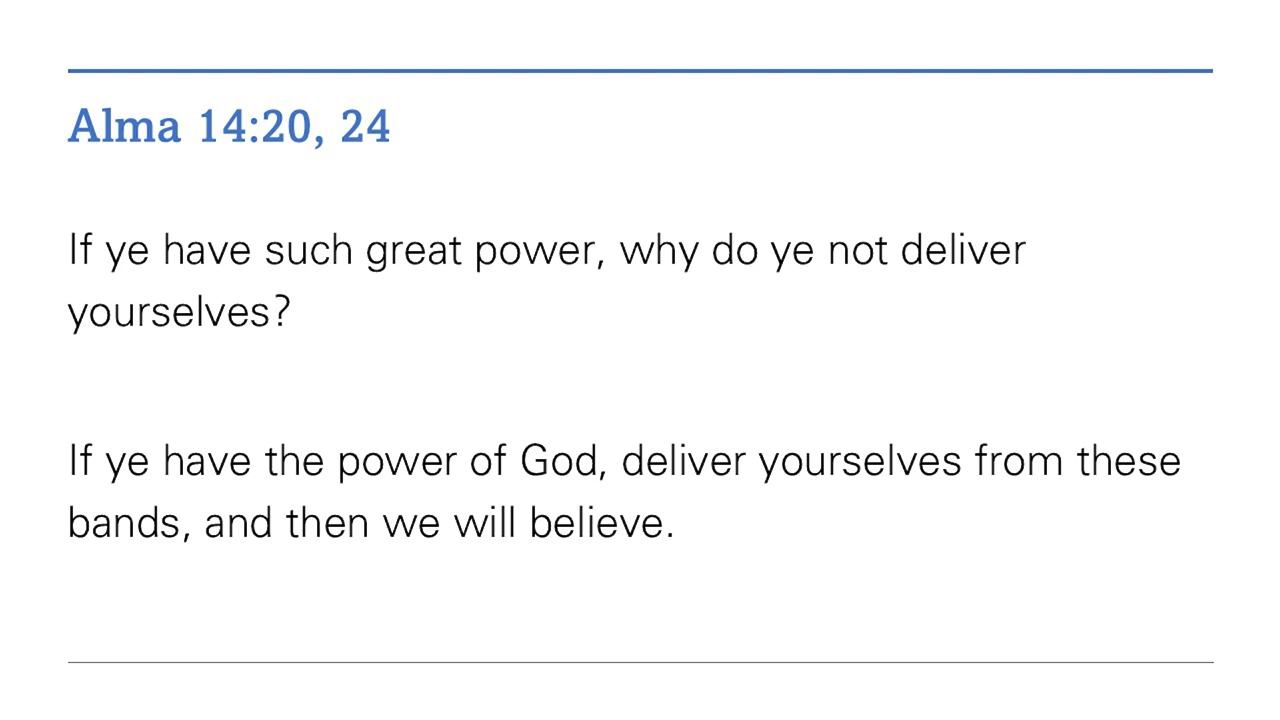 Alma 14:20, 24
If ye have such great power, why do ye not deliver
yourselves?
If ye have the power of God, deliver yourselves from these
bands, and then we will believe.